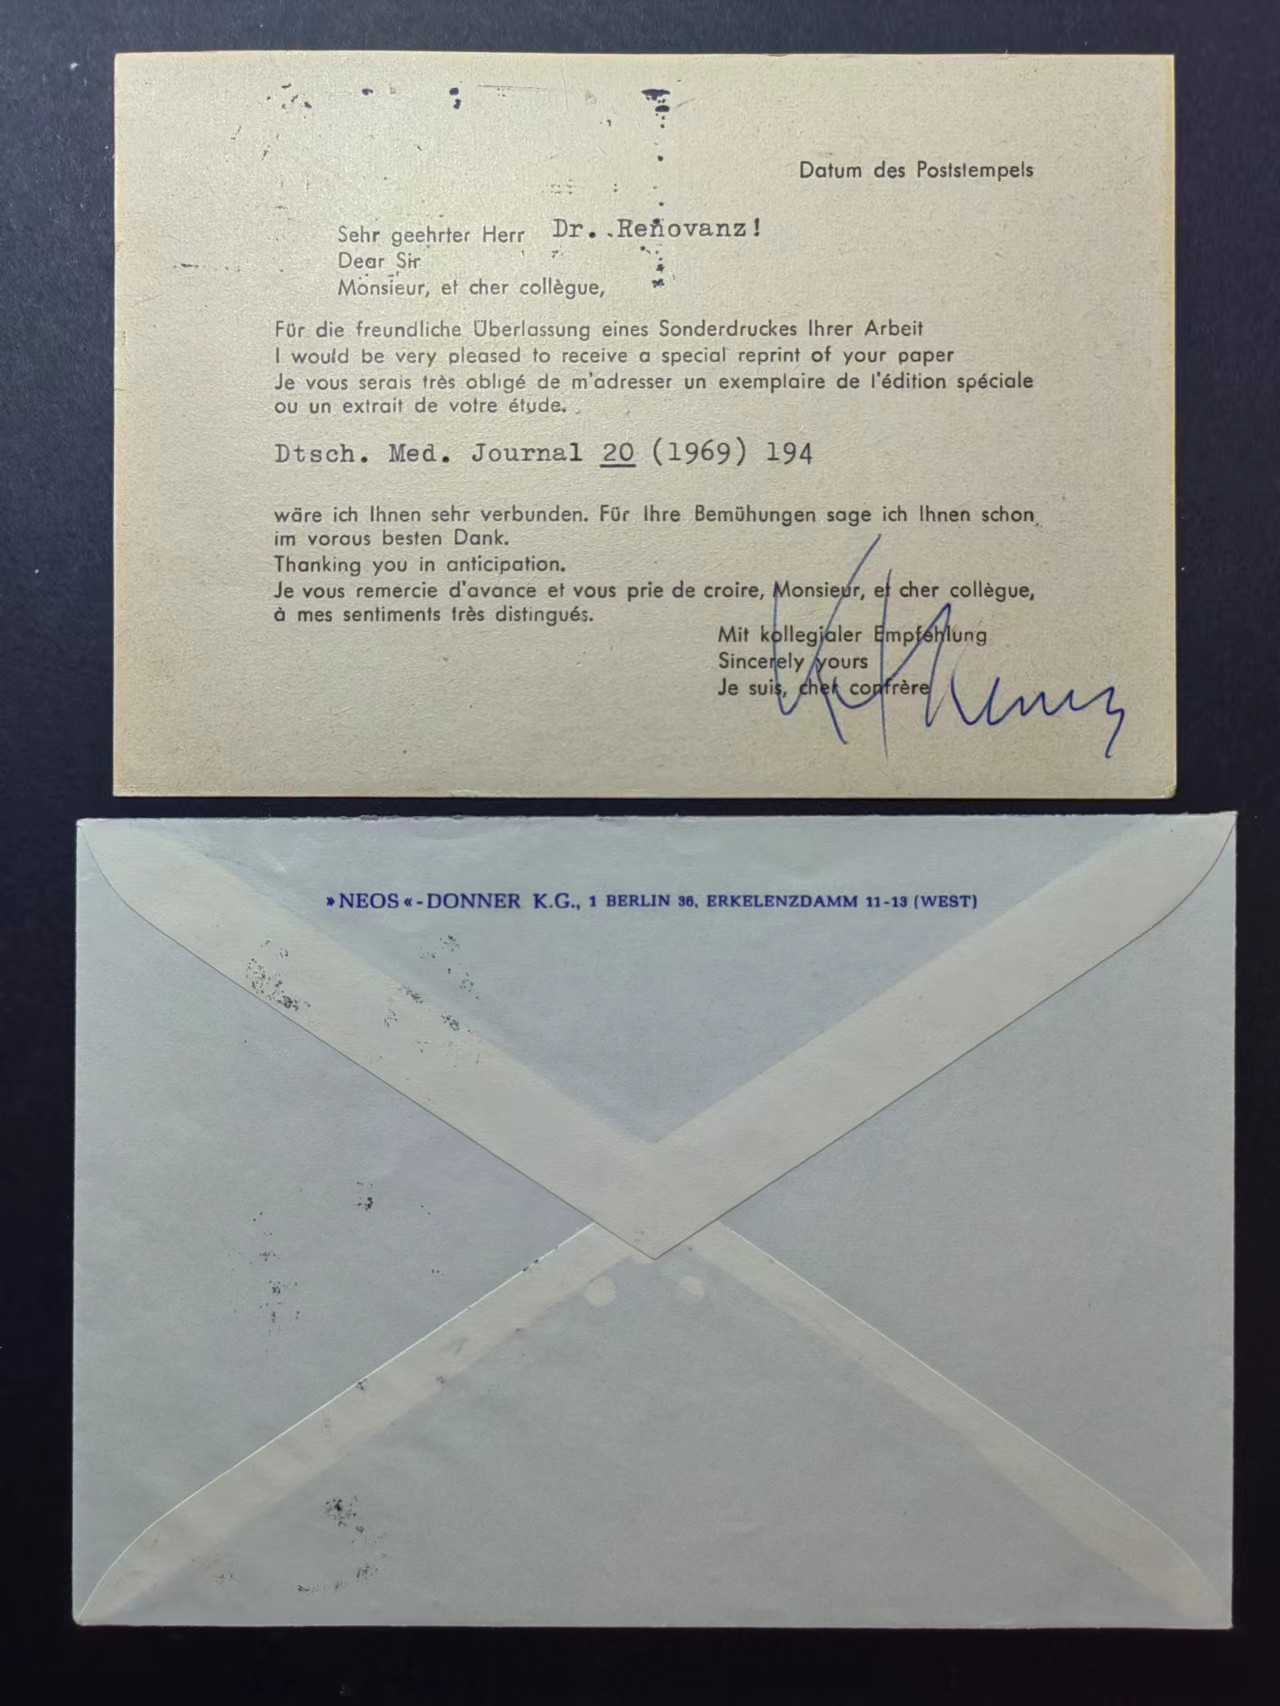 Datum des Poststempels
Sehr geehrter Herr Dr. Renovanz!
Dear Sir
Monsieur, et cher collègue,
Für die freundliche Überlassung eines Sonderdruckes Ihrer Arbeit
I would be very pleased to receive a special reprint of your paper
Je vous serais très obligé de m'adresser un exemplaire de l'édition spéciale
ou un extrait de votre étude.
Dtsch. Med. Journal 20 (1969) 194
wäre ich Ihnen sehr verbunden. Für Ihre Bemühungen sage ich Ihnen schon
im voraus besten Dank.
Thanking you in anticipation.
Je vous remercie d'avance et vous prie de croire, Monsieur, et cher collègue,
à mes sentiments très distingués.
Mit kollegialer Empfehlung
Sincerely yours
Je suis, cher confrère
»NEOS«-DONNER K.G., 1 BERLIN 36, ERKELENZDAMM 11-13 (WEST)